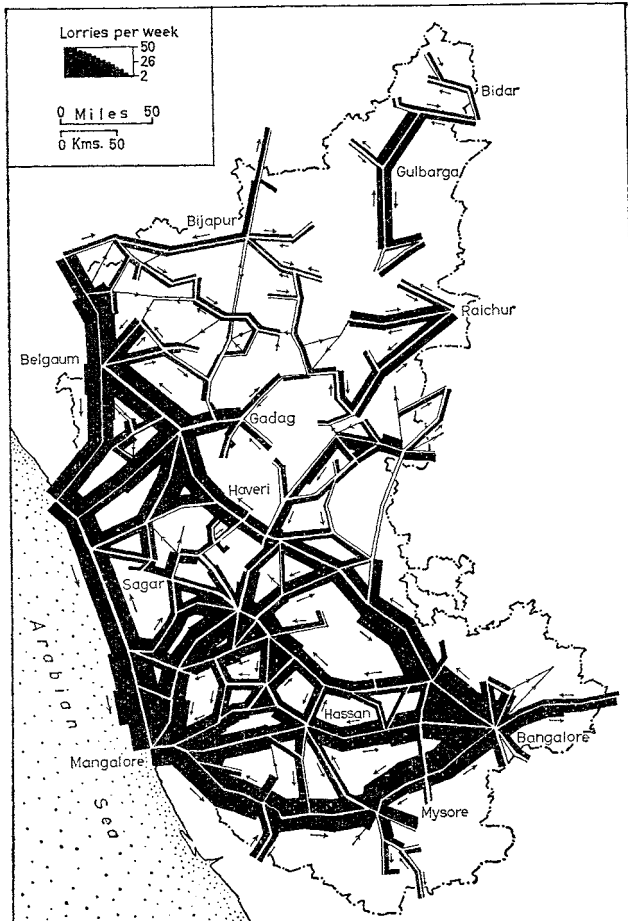 Lorries per week
50
26
2
0 Miles 50
0 Kms. 50
Bidar
Gulbarga
Bijapur
Raichur
Belgaum
Gadag
Haveri
Sagar
Arabian
Sea
Hassan
Bangalore
Mangalore
Mysore